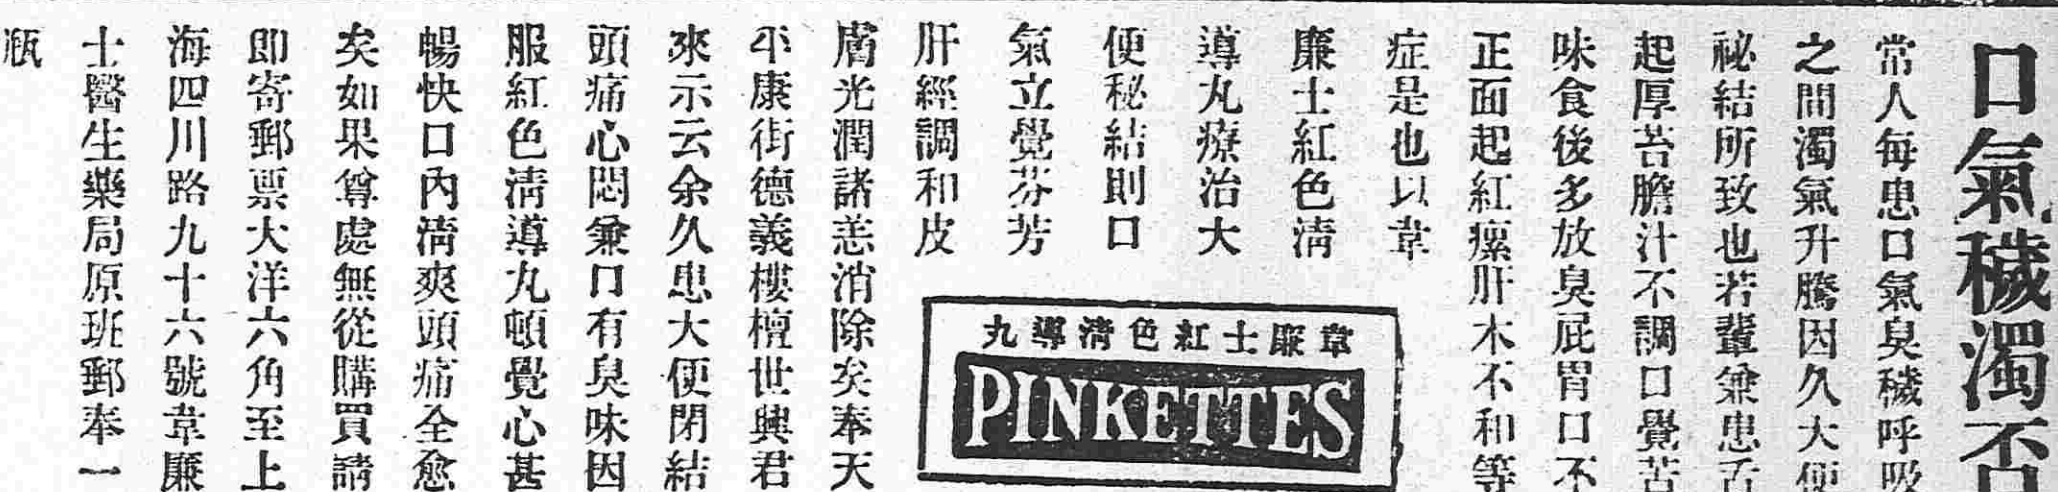 口氣穢濁否
常人每患口氣臭穢呼吸
之間濁氣升騰因久大便
祕結所致也若輩兼患舌
起厚苔膽汁不調口覺苦
味食後多放臭屁胃口不
正面起紅瘰肝木不和等
症是也以韋
廉士紅色淸
導丸療治大
便秘結則口
氣立覺芬芳
肝經調和皮
膚光潤諸恙消除矣奉天
平康街德義樓檀世興君
來示云余久患大便閉結
頭痛心悶兼口有臭味因
服紅色淸導丸頓覺心甚
暢快口內淸爽頭痛全愈
矣如果尊處無從購買請
卽寄郵票大洋六角至上
海四川路九十六號韋廉
士醫生藥局原班郵奉一
瓶
韋廉士紅色淸導丸
PINKETTES